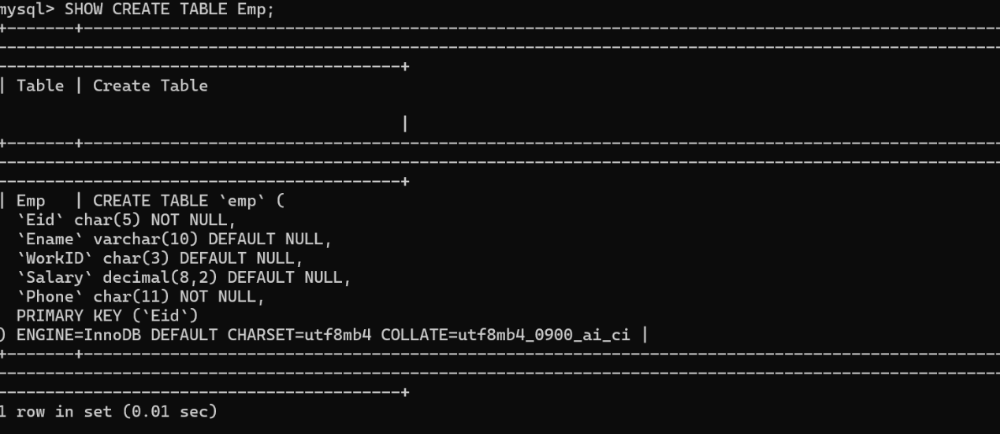 mysql> SHOW CREATE TABLE Emp;
+-------+------------------------------------------------------------------------------------------------
---------------------------------------------------------------------------------------------------------
------------------------------------------+
| Table | Create Table
|
+-------+------------------------------------------------------------------------------------------------
---------------------------------------------------------------------------------------------------------
------------------------------------------+
| Emp   | CREATE TABLE `emp` (
  `Eid` char(5) NOT NULL,
  `Ename` varchar(10) DEFAULT NULL,
  `WorkID` char(3) DEFAULT NULL,
  `Salary` decimal(8,2) DEFAULT NULL,
  `Phone` char(11) NOT NULL,
  PRIMARY KEY (`Eid`)
) ENGINE=InnoDB DEFAULT CHARSET=utf8mb4 COLLATE=utf8mb4_0900_ai_ci |
+-------+------------------------------------------------------------------------------------------------
---------------------------------------------------------------------------------------------------------
------------------------------------------+
1 row in set (0.01 sec)